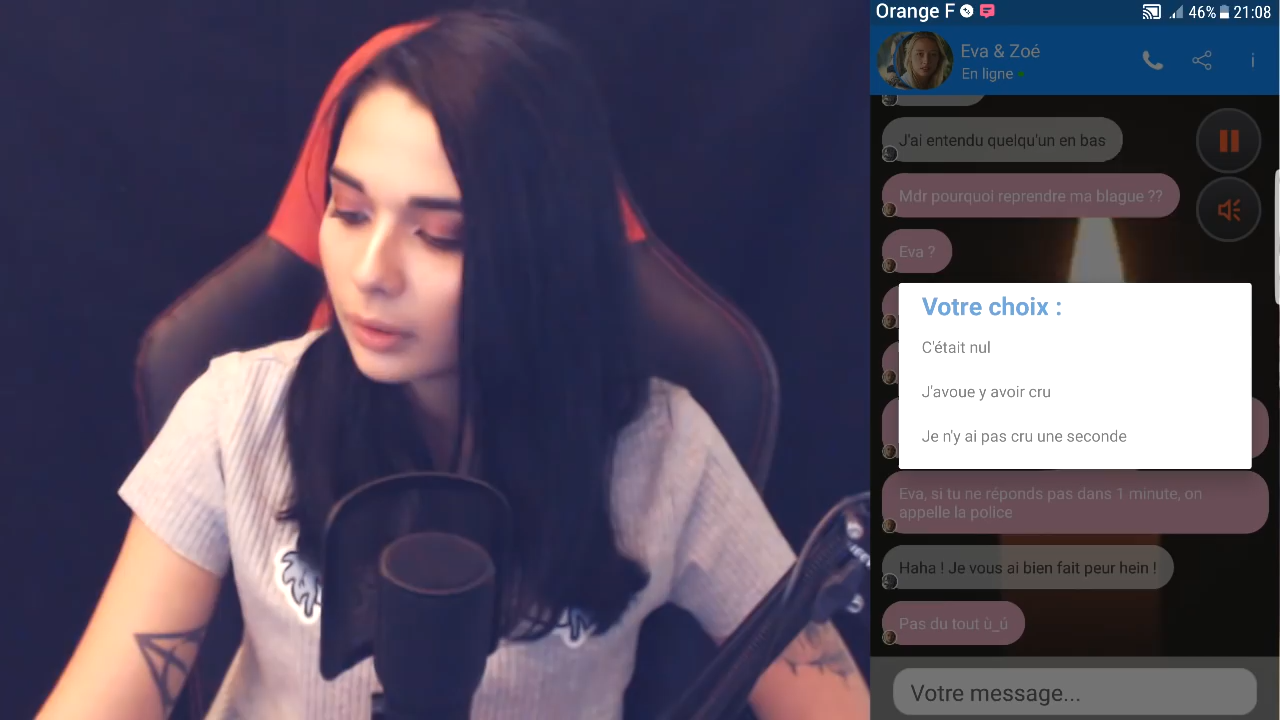 Orange F 46% 21:08
Eva & Zoé
En ligne
i
J'ai entendu quelqu'un en bas
Mdr pourquoi reprendre ma blague ??
Eva ?
Votre choix :
C'était nul
J'avoue y avoir cru
Je n'y ai pas cru une seconde
Eva, si tu ne réponds pas dans 1 minute, on
appelle la police
Haha ! Je vous ai bien fait peur hein !
Pas du tout ù_ú
Votre message...